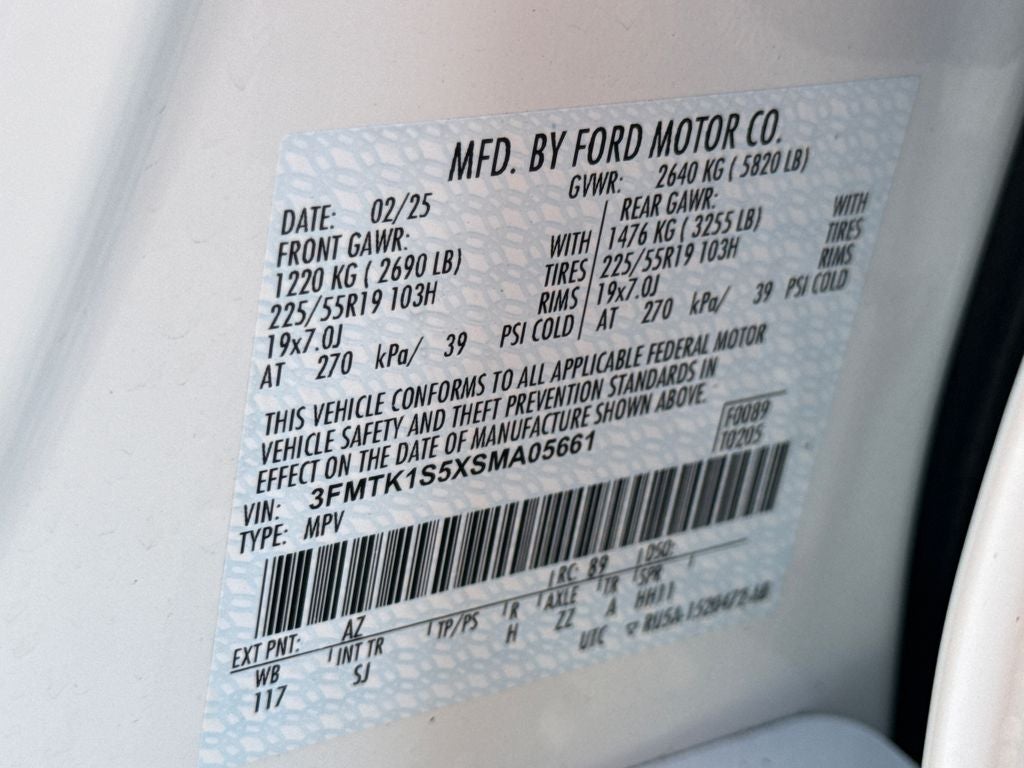 MFD. BY FORD MOTOR CO.
DATE: 02/25 GVWR: 2640 KG ( 5820 LB)
FRONT GAWR: REAR GAWR:
1220 KG ( 2690 LB) WITH 1476 KG ( 3255 LB) WITH
225/55R19 103H TIRES 225/55R19 103H TIRES
19x7.0J RIMS 19x7.0J RIMS
AT 270 kPa/ 39 PSI COLD AT 270 kPa/ 39 PSI COLD
THIS VEHICLE CONFORMS TO ALL APPLICABLE FEDERAL MOTOR
VEHICLE SAFETY AND THEFT PREVENTION STANDARDS IN
EFFECT ON THE DATE OF MANUFACTURE SHOWN ABOVE.
VIN: 3FMTK1S5XSMA05661 F0089
TYPE: MPV T0205
EXT PNT: AZ RC: 89 DSO:
WB INT TR TP/PS R AXLE TR SPR
117 SJ H ZZ A HH11
UTC